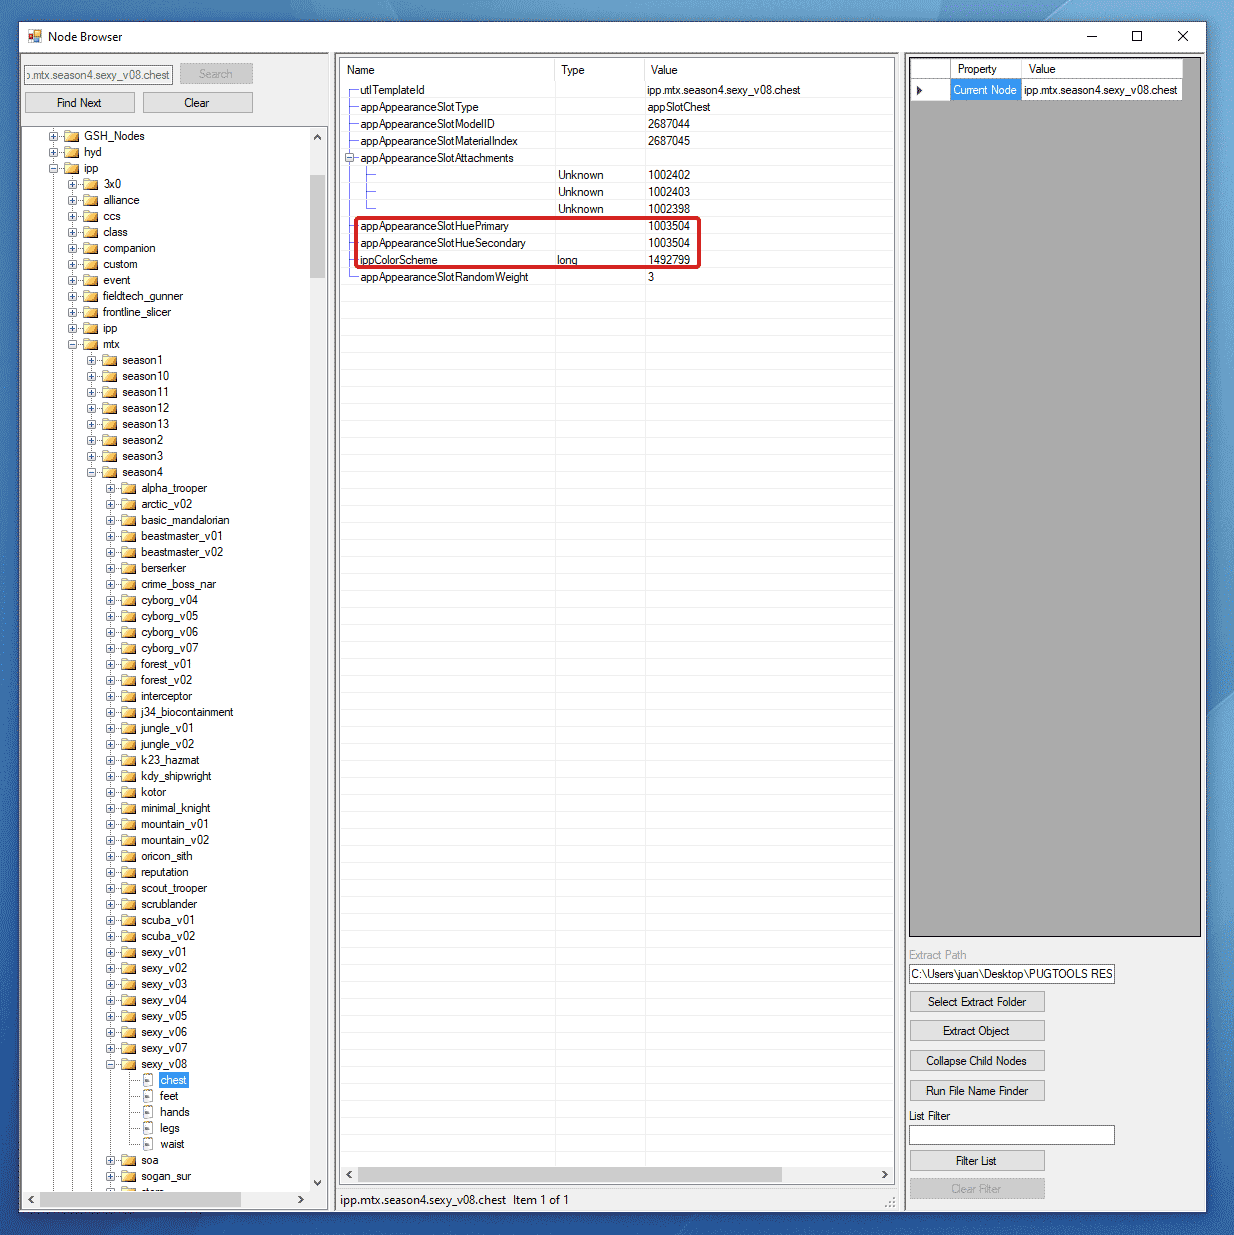 Node Browser
p.mtx.season4.sexy_v08.chest
Search
Find Next
Clear
GSH_Nodes
hyd
ipp
3x0
alliance
ccs
class
companion
custom
event
fieldtech_gunner
frontline_slicer
ipp
mtx
season1
season10
season11
season12
season13
season2
season3
season4
alpha_trooper
arctic_v02
basic_mandalorian
beastmaster_v01
beastmaster_v02
berserker
crime_boss_nar
cyborg_v04
cyborg_v05
cyborg_v06
cyborg_v07
forest_v01
forest_v02
interceptor
j34_biocontainment
jungle_v01
jungle_v02
k23_hazmat
kdy_shipwright
kotor
minimal_knight
mountain_v01
mountain_v02
oricon_sith
reputation
scout_trooper
scrublander
scuba_v01
scuba_v02
sexy_v01
sexy_v02
sexy_v03
sexy_v04
sexy_v05
sexy_v06
sexy_v07
sexy_v08
chest
feet
hands
legs
waist
soa
sogan_sur
Name Type Value
utlTemplateId ipp.mtx.season4.sexy_v08.chest
appAppearanceSlotType appSlotChest
appAppearanceSlotModelID 2687044
appAppearanceSlotMaterialIndex 2687045
appAppearanceSlotAttachments
Unknown 1002402
Unknown 1002403
Unknown 1002398
appAppearanceSlotHuePrimary 1003504
appAppearanceSlotHueSecondary 1003504
ippColorScheme long 1492799
appAppearanceSlotRandomWeight 3
ipp.mtx.season4.sexy_v08.chest Item 1 of 1
Property Value
Current Node ipp.mtx.season4.sexy_v08.chest
Extract Path
C:\Users\juan\Desktop\PUGTOOLS RES
Select Extract Folder
Extract Object
Collapse Child Nodes
Run File Name Finder
List Filter
Filter List
Clear Filter